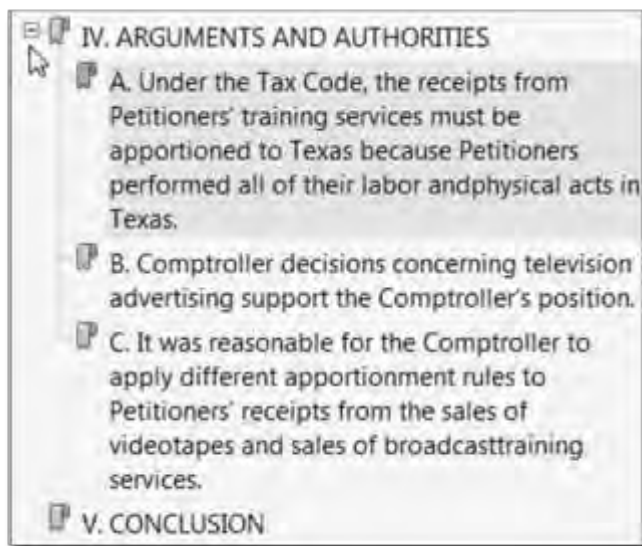 IV. ARGUMENTS AND AUTHORITIES
A. Under the Tax Code, the receipts from
Petitioners' training services must be
apportioned to Texas because Petitioners
performed all of their labor andphysical acts in
Texas.
B. Comptroller decisions concerning television
advertising support the Comptroller's position.
C. It was reasonable for the Comptroller to
apply different apportionment rules to
Petitioners' receipts from the sales of
videotapes and sales of broadcasttraining
services.
V. CONCLUSION